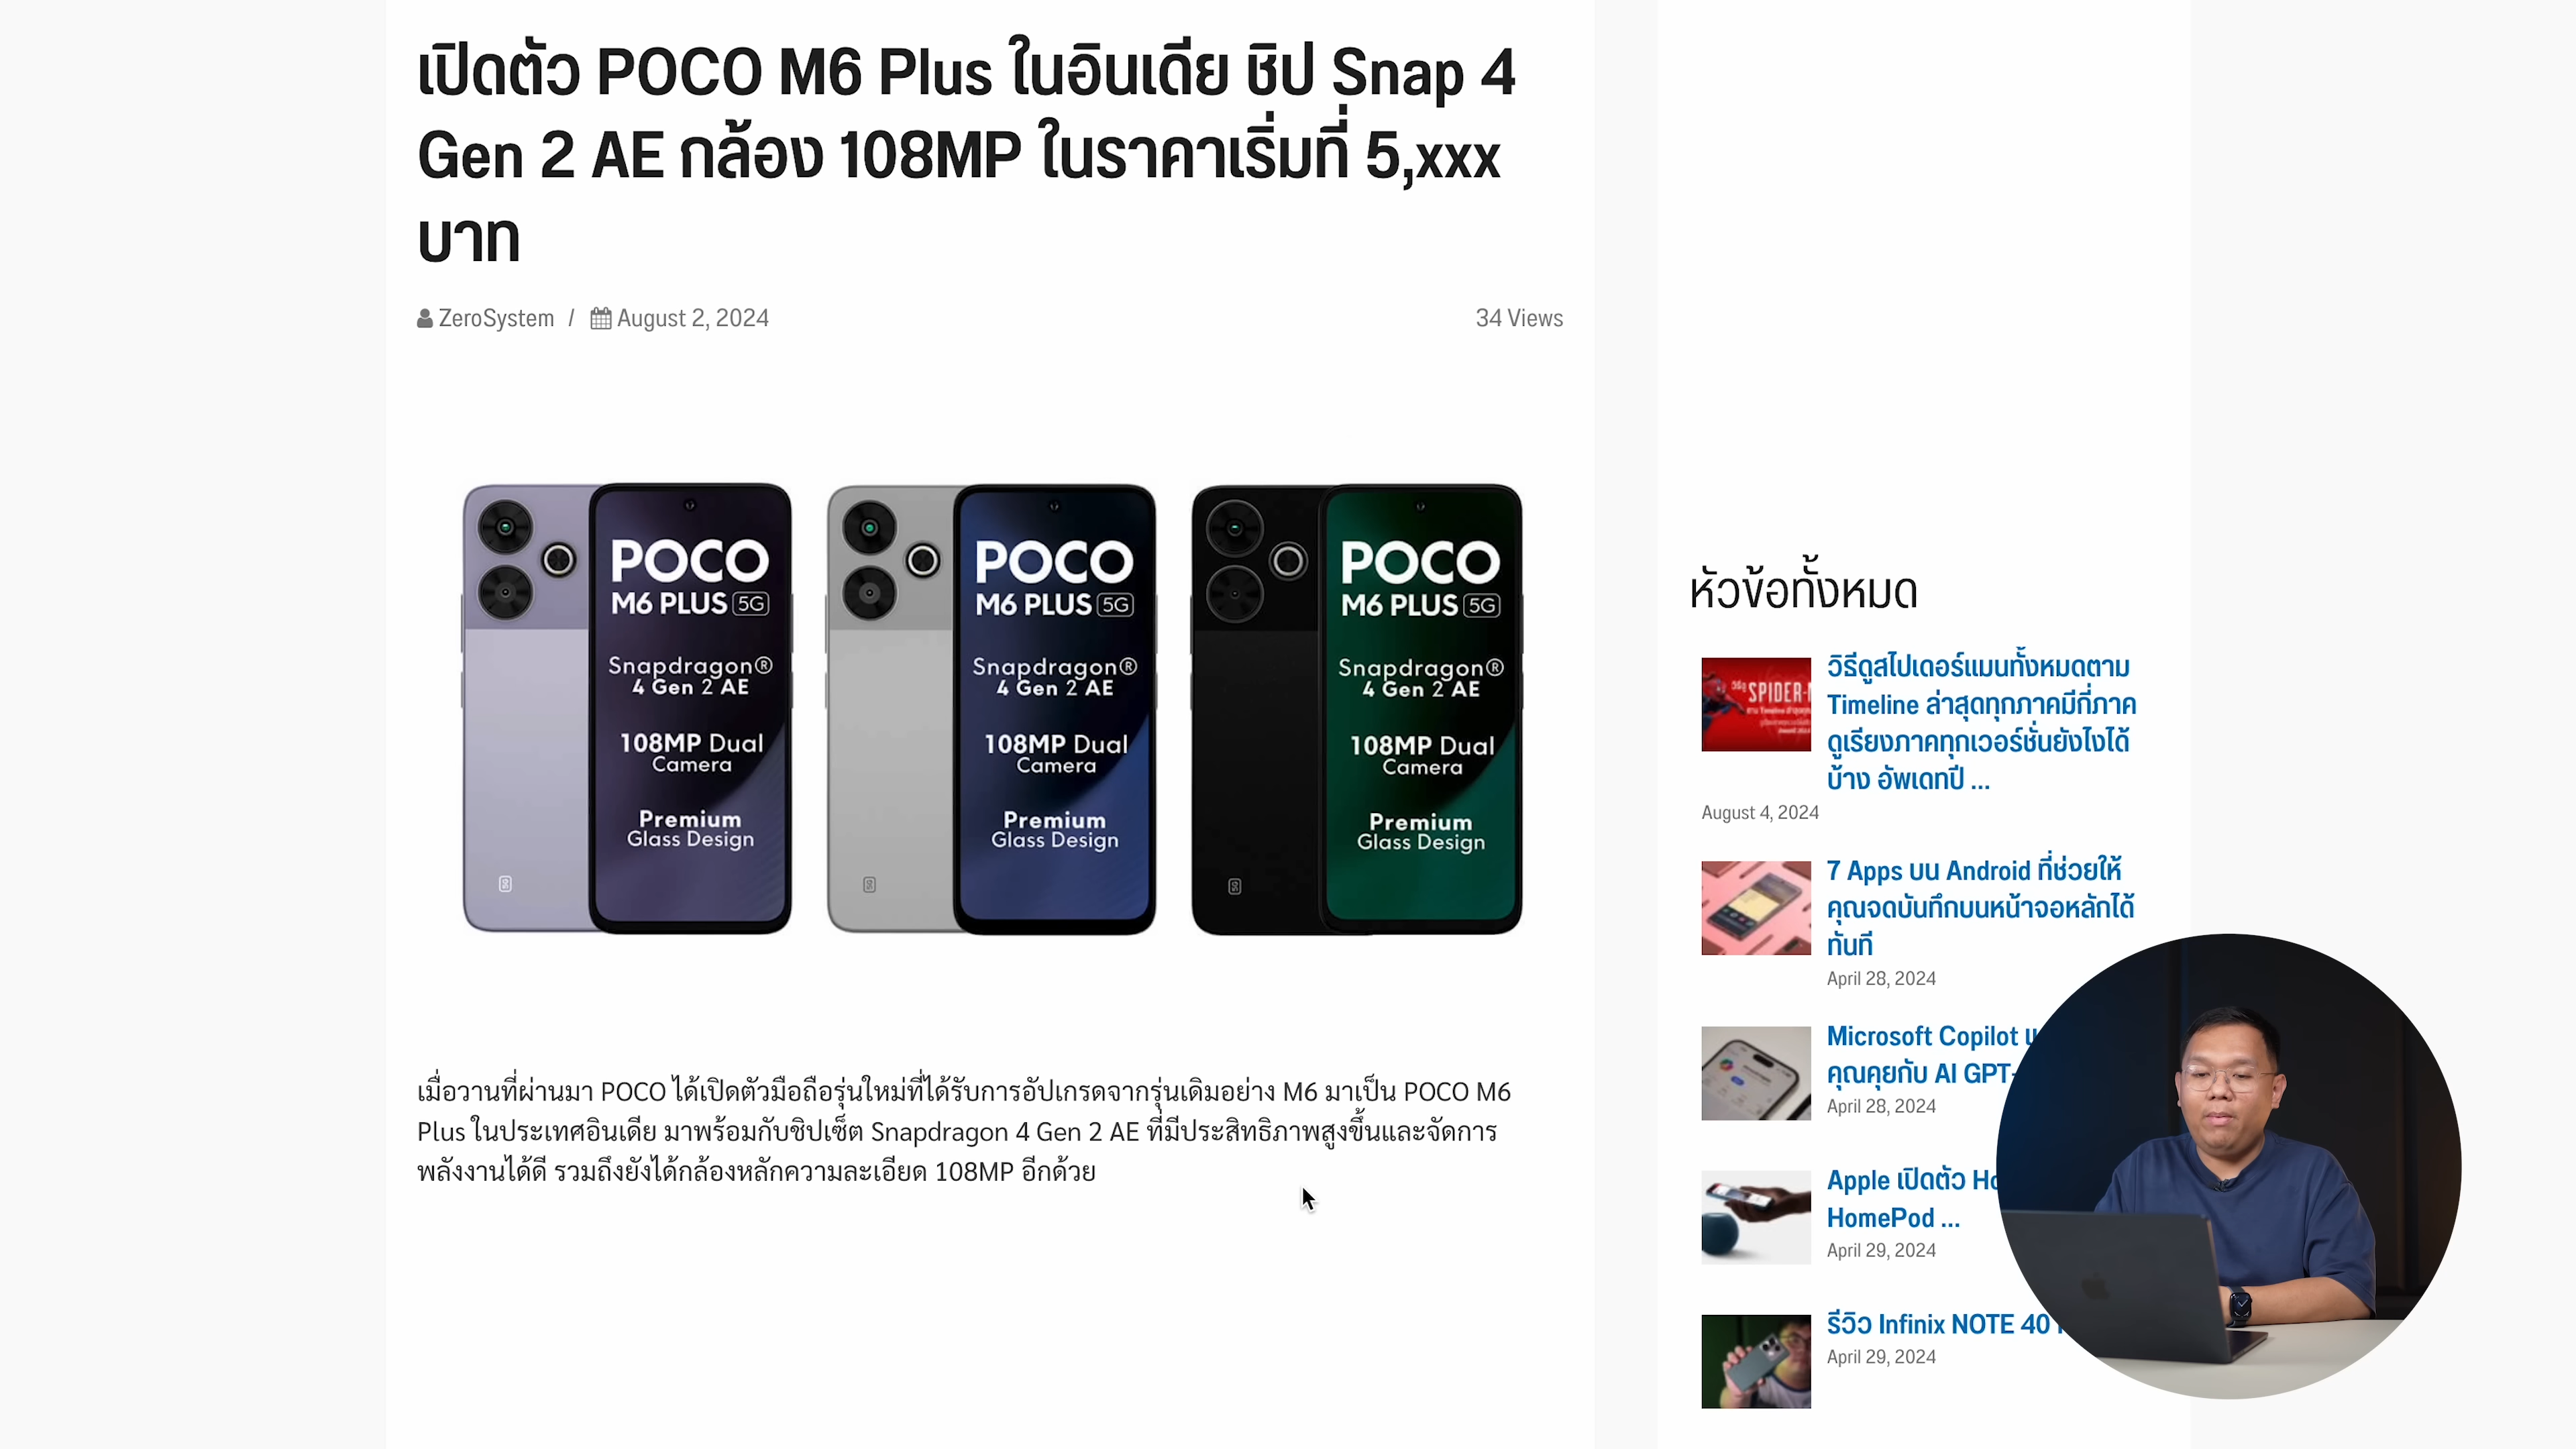 เปิดตัว POCO M6 Plus ในอินเดีย ชิป Snap 4
Gen 2 AE กล้อง 108MP ในราคาเริ่มที่ 5,xxx
บาท
ZeroSystem / August 2, 2024
34 Views
POCO
M6 PLUS 5G
Snapdragon®
4 Gen 2 AE
108MP Dual
Camera
Premium
Glass Design
POCO
M6 PLUS 5G
Snapdragon®
4 Gen 2 AE
108MP Dual
Camera
Premium
Glass Design
POCO
M6 PLUS 5G
Snapdragon®
4 Gen 2 AE
108MP Dual
Camera
Premium
Glass Design
เมื่อวานที่ผ่านมา POCO ได้เปิดตัวมือถือรุ่นใหม่ที่ได้รับการอัปเกรดจากรุ่นเดิมอย่าง M6 มาเป็น POCO M6
Plus ในประเทศอินเดีย มาพร้อมกับชิปเซ็ต Snapdragon 4 Gen 2 AE ที่มีประสิทธิภาพสูงขึ้นและจัดการ
พลังงานได้ดี รวมถึงยังได้กล้องหลักความละเอียด 108MP อีกด้วย
หัวข้อทั้งหมด
วิธีดูสไปเดอร์แมนทั้งหมดตาม
Timeline ล่าสุดทุกภาคมีกี่ภาค
ดูเรียงภาคทุกเวอร์ชั่นยังไงได้
บ้าง อัพเดทปี ...
August 4, 2024
7 Apps บน Android ที่ช่วยให้
คุณจดบันทึกบนหน้าจอหลักได้
ทันที
April 28, 2024
Microsoft Copilot
คุณคุยกับ AI GPT-
April 28, 2024
Apple เปิดตัว
HomePod ...
April 29, 2024
รีวิว Infinix NOTE 40
April 29, 2024